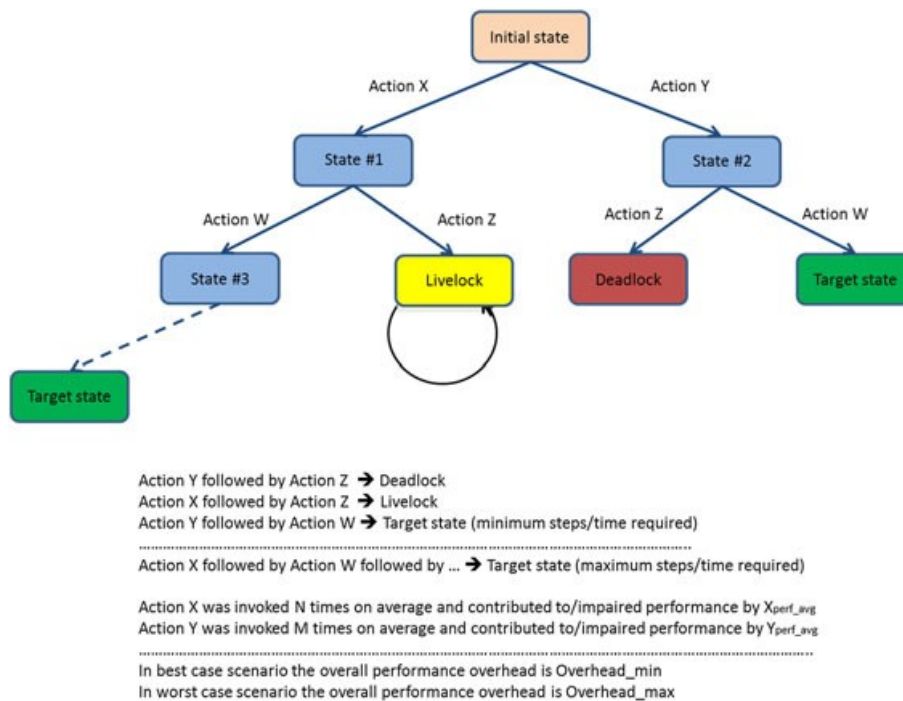 Initial state
Action X
Action Y
State #1
State #2
Action W
Action Z
Action Z
Action W
State #3
Livelock
Deadlock
Target state
Target state
Action Y followed by Action Z ➔ Deadlock
Action X followed by Action Z ➔ Livelock
Action Y followed by Action W ➔ Target state (minimum steps/time required)
Action X followed by Action W followed by ... ➔ Target state (maximum steps/time required)
Action X was invoked N times on average and contributed to/impaired performance by Xperf_avg
Action Y was invoked M times on average and contributed to/impaired performance by Yperf_avg
In best case scenario the overall performance overhead is Overhead_min
In worst case scenario the overall performance overhead is Overhead_max